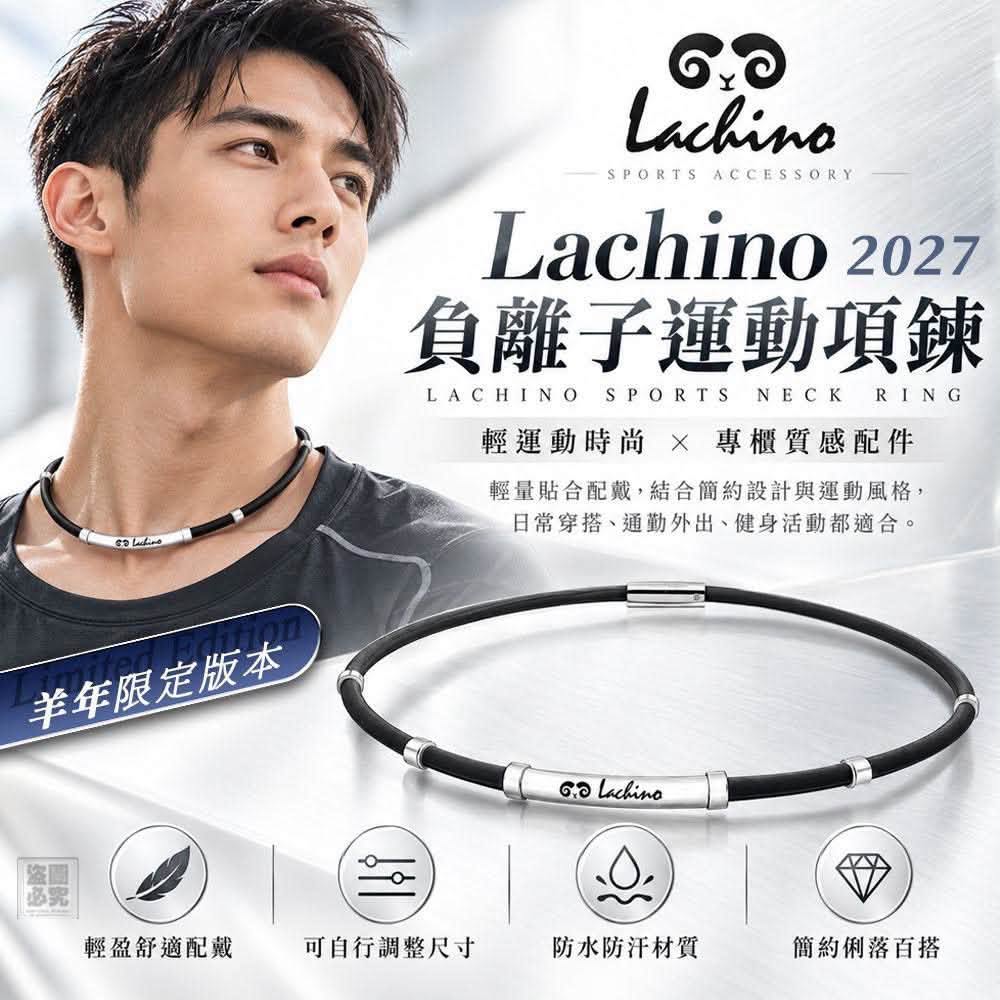 Lachino
SPORTS ACCESSORY
Lachino 2027
負離子運動項鍊
LACHINO SPORTS NECK RING
輕運動時尚 × 專櫃質感配件
輕量貼合配戴，結合簡約設計與運動風格，
日常穿搭、通勤外出、健身活動都適合。
Lachino
Limited Edition
羊年限定版本
Lachino
盜圖
必究
輕盈舒適配戴
可自行調整尺寸
防水防汗材質
簡約俐落百搭